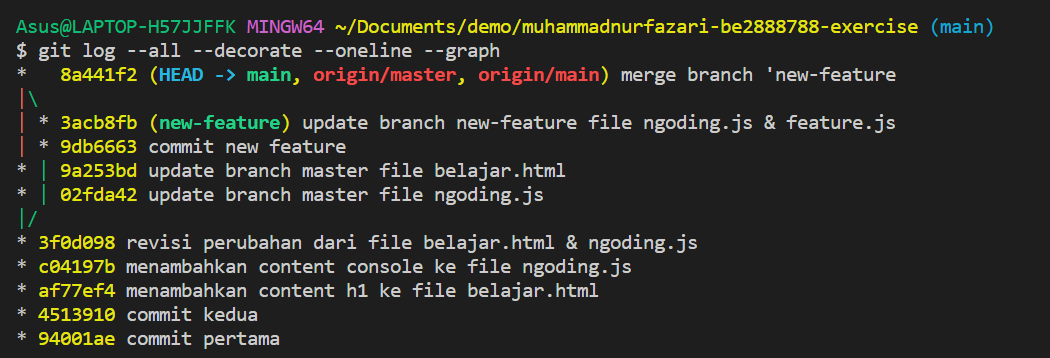 Asus@LAPTOP-H57JJFFK MINGW64 ~/Documents/demo/muhammadnurfazari-be2888788-exercise (main)
$ git log --all --decorate --oneline --graph
*   8a441f2 (HEAD -> main, origin/master, origin/main) merge branch 'new-feature
|\
| * 3acb8fb (new-feature) update branch new-feature file ngoding.js & feature.js
| * 9db6663 commit new feature
* | 9a253bd update branch master file belajar.html
* | 02fda42 update branch master file ngoding.js
|/
* 3f0d098 revisi perubahan dari file belajar.html & ngoding.js
* c04197b menambahkan content console ke file ngoding.js
* af77ef4 menambahkan content h1 ke file belajar.html
* 4513910 commit kedua
* 94001ae commit pertama